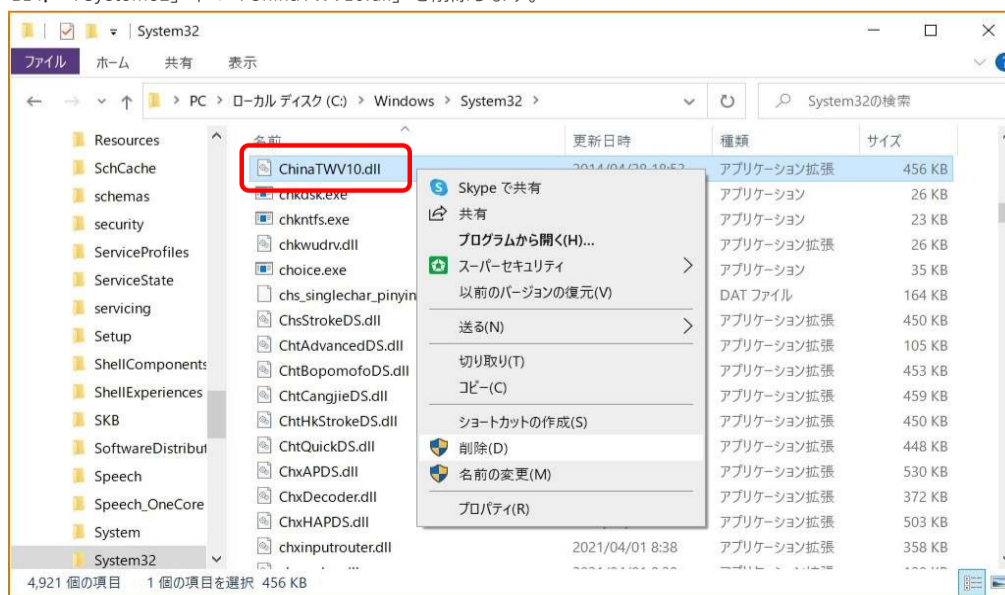 System32
ファイル ホーム 共有 表示
PC ローカル ディスク (C:) Windows System32
System32の検索
名前 更新日時 種類 サイズ
Resources
SchCache
schemas
security
ServiceProfiles
ServiceState
servicing
Setup
ShellComponents
ShellExperiences
SKB
SoftwareDistribut
Speech
Speech_OneCore
System
System32
ChinaTWV10.dll 2014/04/28 18:52 アプリケーション拡張 456 KB
chkdsk.exe アプリケーション 26 KB
chkntfs.exe アプリケーション 23 KB
chkwudrv.dll アプリケーション拡張 26 KB
choice.exe アプリケーション 35 KB
chs_singlechar_pinyin DAT ファイル 164 KB
ChsStrokeDS.dll アプリケーション拡張 450 KB
ChtAdvancedDS.dll アプリケーション拡張 105 KB
ChtBopomofoDS.dll アプリケーション拡張 453 KB
ChtCangjieDS.dll アプリケーション拡張 459 KB
ChtHkStrokeDS.dll アプリケーション拡張 450 KB
ChtQuickDS.dll アプリケーション拡張 448 KB
ChxAPDS.dll アプリケーション拡張 530 KB
ChxDecoder.dll アプリケーション拡張 372 KB
ChxHAPDS.dll アプリケーション拡張 503 KB
chxinputrouter.dll 2021/04/01 8:38 アプリケーション拡張 358 KB
Skype で共有
共有
プログラムから開く(H)...
スーパーセキュリティ
以前のバージョンの復元(V)
送る(N)
切り取り(T)
コピー(C)
ショートカットの作成(S)
削除(D)
名前の変更(M)
プロパティ(R)
4,921 個の項目 1 個の項目を選択 456 KB